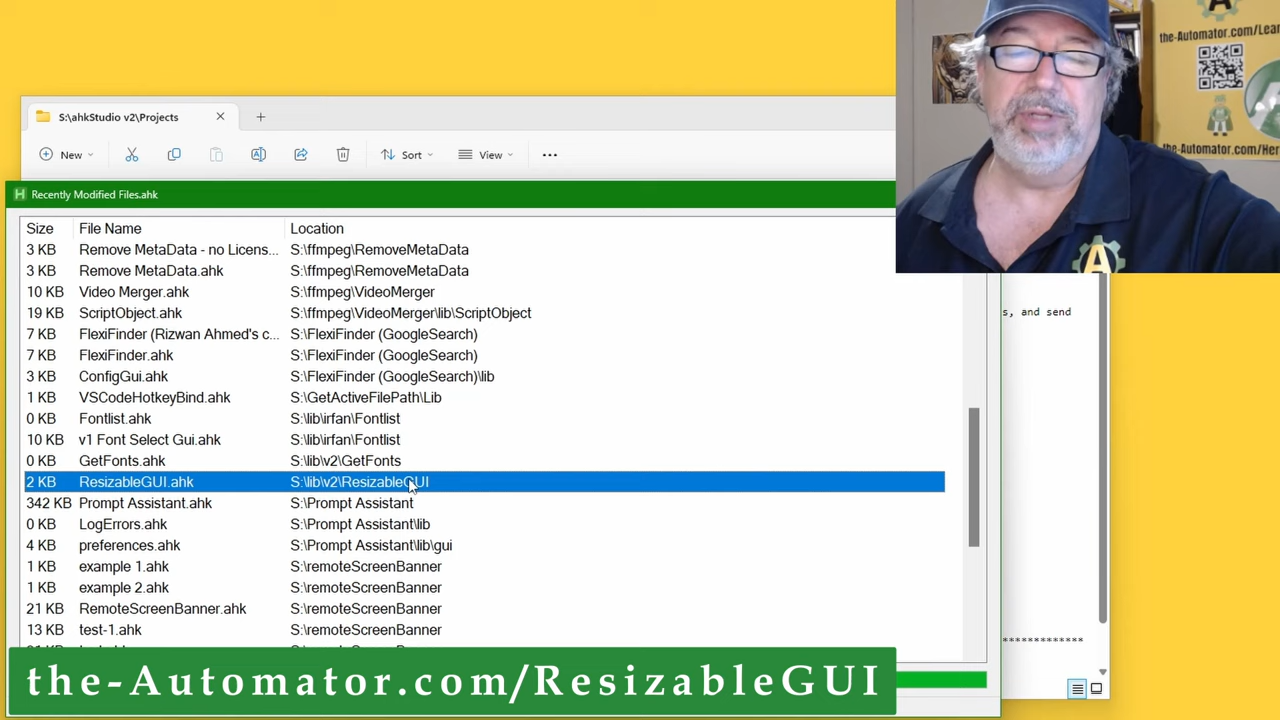 the-Automator.com/Lear
the-Automator.com/Her
S:\ahkStudio v2\Projects
New
Sort
View
Recently Modified Files.ahk
Size File Name Location
3 KB Remove MetaData - no Licens... S:\ffmpeg\RemoveMetaData
3 KB Remove MetaData.ahk S:\ffmpeg\RemoveMetaData
10 KB Video Merger.ahk S:\ffmpeg\VideoMerger
19 KB ScriptObject.ahk S:\ffmpeg\VideoMerger\lib\ScriptObject
s, and send
7 KB FlexiFinder (Rizwan Ahmed's c... S:\FlexiFinder (GoogleSearch)
7 KB FlexiFinder.ahk S:\FlexiFinder (GoogleSearch)
3 KB ConfigGui.ahk S:\FlexiFinder (GoogleSearch)\lib
1 KB VSCodeHotkeyBind.ahk S:\GetActiveFilePath\Lib
0 KB Fontlist.ahk S:\lib\irfan\Fontlist
10 KB v1 Font Select Gui.ahk S:\lib\irfan\Fontlist
0 KB GetFonts.ahk S:\lib\v2\GetFonts
2 KB ResizableGUI.ahk S:\lib\v2\ResizableGUI
342 KB Prompt Assistant.ahk S:\Prompt Assistant
0 KB LogErrors.ahk S:\Prompt Assistant\lib
4 KB preferences.ahk S:\Prompt Assistant\lib\gui
1 KB example 1.ahk S:\remoteScreenBanner
1 KB example 2.ahk S:\remoteScreenBanner
21 KB RemoteScreenBanner.ahk S:\remoteScreenBanner
13 KB test-1.ahk S:\remoteScreenBanner
*************
the-Automator.com/ResizableGUI